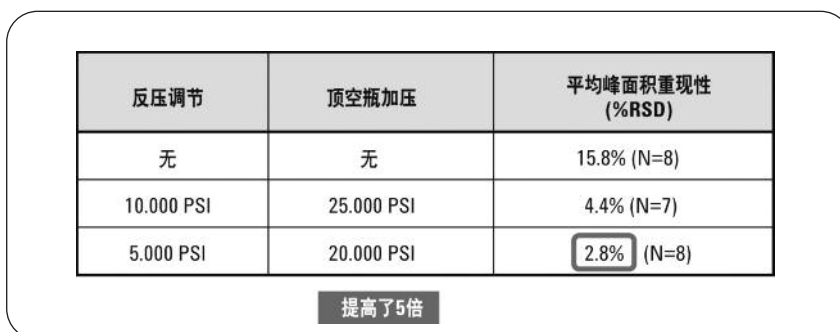 反压调节 顶空瓶加压 平均峰面积重现性
(%RSD)
无 无 15.8% (N=8)
10.000 PSI 25.000 PSI 4.4% (N=7)
5.000 PSI 20.000 PSI 2.8% (N=8)
提高了5倍